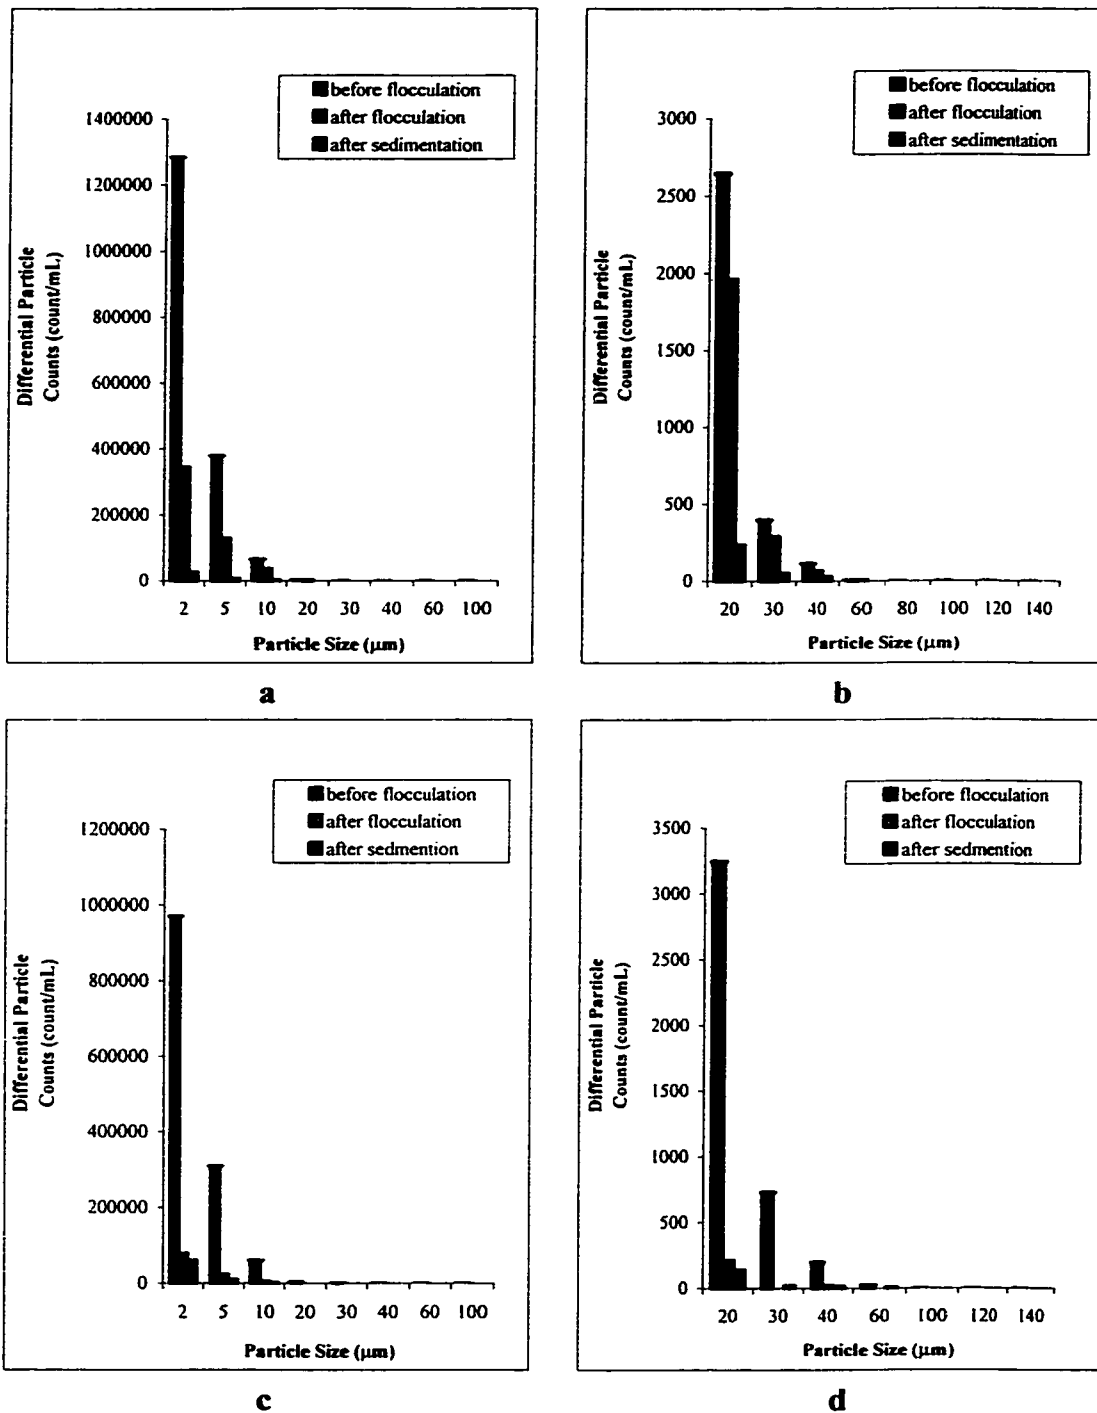 before flocculation
after flocculation
after sedimentation
1400000
1200000
1000000
800000
600000
400000
200000
0
Differential Particle
Counts (count/mL)
2 5 10 20 30 40 60 100
Particle Size (µm)
a
before flocculation
after flocculation
after sedimentation
3000
2500
2000
1500
1000
500
0
Differential Particle
Counts (count/mL)
20 30 40 60 80 100 120 140
Particle Size (µm)
b
before flocculation
after flocculation
after sedmention
1200000
1000000
800000
600000
400000
200000
0
Differential Particle
Counts (count/mL)
2 5 10 20 30 40 60 100
Particle Size (µm)
c
before flocculation
after flocculation
after sedmention
3500
3000
2500
2000
1500
1000
500
0
Differential Particle
Counts (count/mL)
20 30 40 60 80 100 120 140
Particle Size (µm)
d